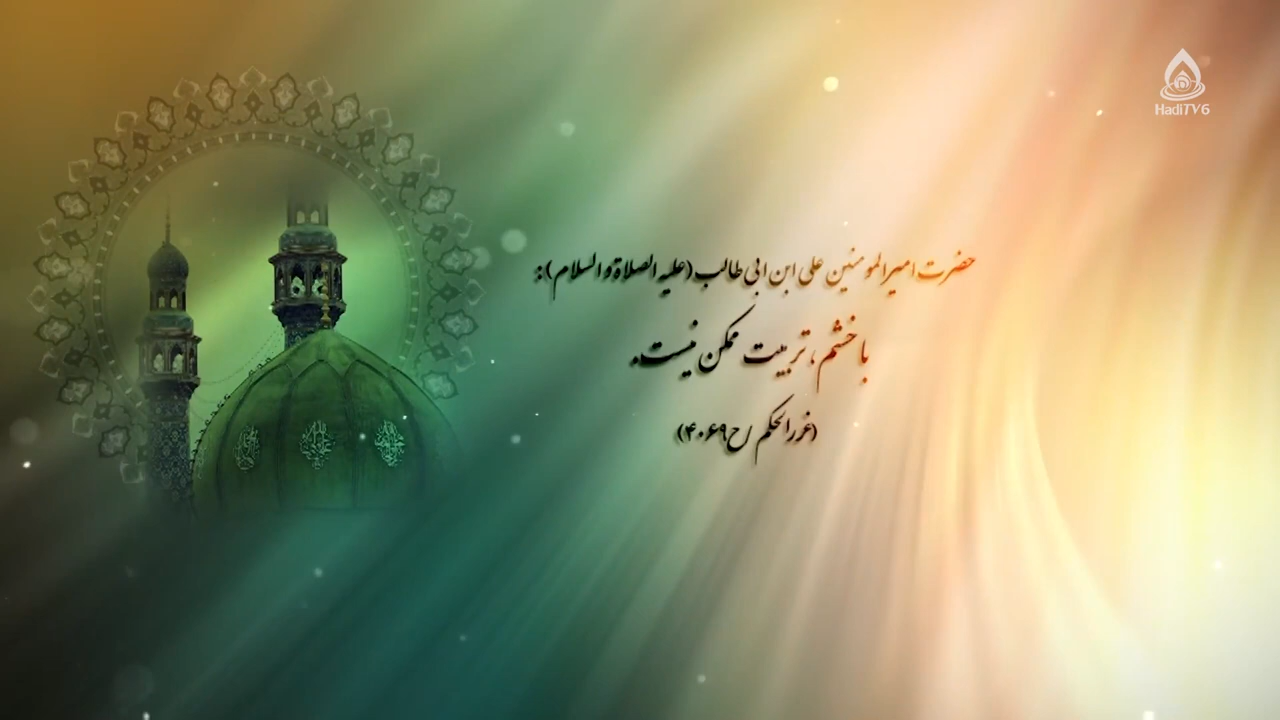 HadiTV6
حضرت امیرالمومنین علی ابن ابی طالب (علیه الصلاة و السلام):
با خشم، تربیت ممکن نیست.
(غررالحکم /ح۴۰۶۹)